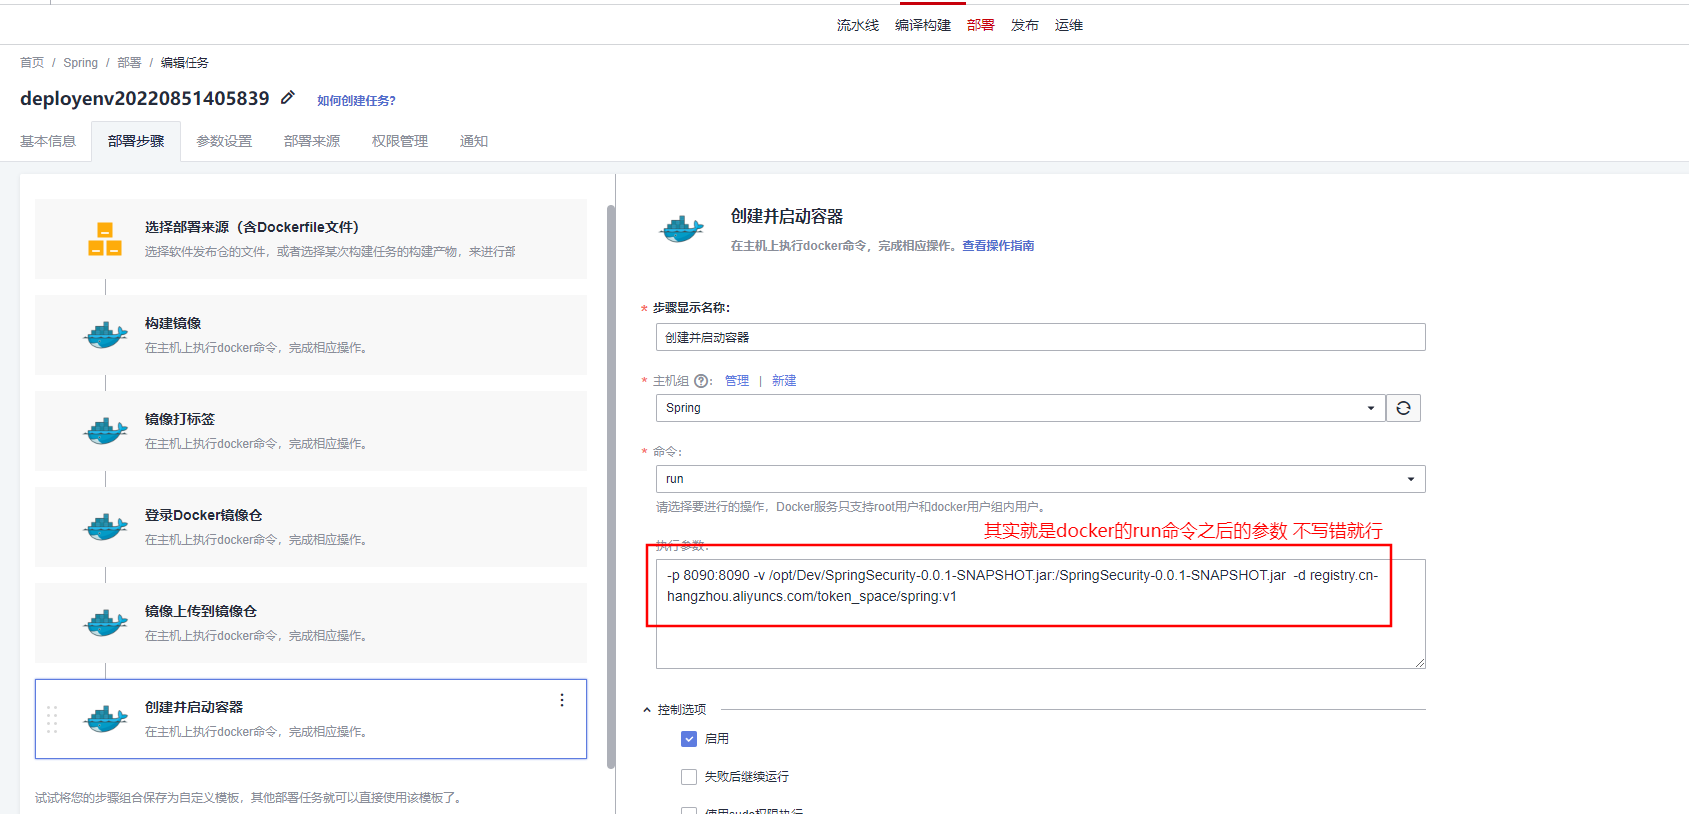 流水线 编译构建 部署 发布 运维
首页 / Spring / 部署 / 编辑任务
deployenv20220851405839 如何创建任务?
基本信息 部署步骤 参数设置 部署来源 权限管理 通知
选择部署来源（含Dockerfile文件）
选择软件发布仓的文件，或者选择某次构建任务的构建产物，来进行部
构建镜像
在主机上执行docker命令，完成相应操作。
镜像打标签
在主机上执行docker命令，完成相应操作。
登录Docker镜像仓
在主机上执行docker命令，完成相应操作。
镜像上传到镜像仓
在主机上执行docker命令，完成相应操作。
创建并启动容器
在主机上执行docker命令，完成相应操作。
试试将您的步骤组合保存为自定义模板，其他部署任务就可以直接使用该模板了。
创建并启动容器
在主机上执行docker命令，完成相应操作。查看操作指南
* 步骤显示名称：
创建并启动容器
* 主机组 ?： 管理 | 新建
Spring
* 命令：
run
请选择要进行的操作，Docker服务只支持root用户和docker用户组内用户。
其实就是docker的run命令之后的参数 不写错就行
执行参数：
-p 8090:8090 -v /opt/Dev/SpringSecurity-0.0.1-SNAPSHOT.jar:/SpringSecurity-0.0.1-SNAPSHOT.jar -d registry.cn-
hangzhou.aliyuncs.com/token_space/spring:v1
控制选项
启用
失败后继续运行
使用sudo权限执行